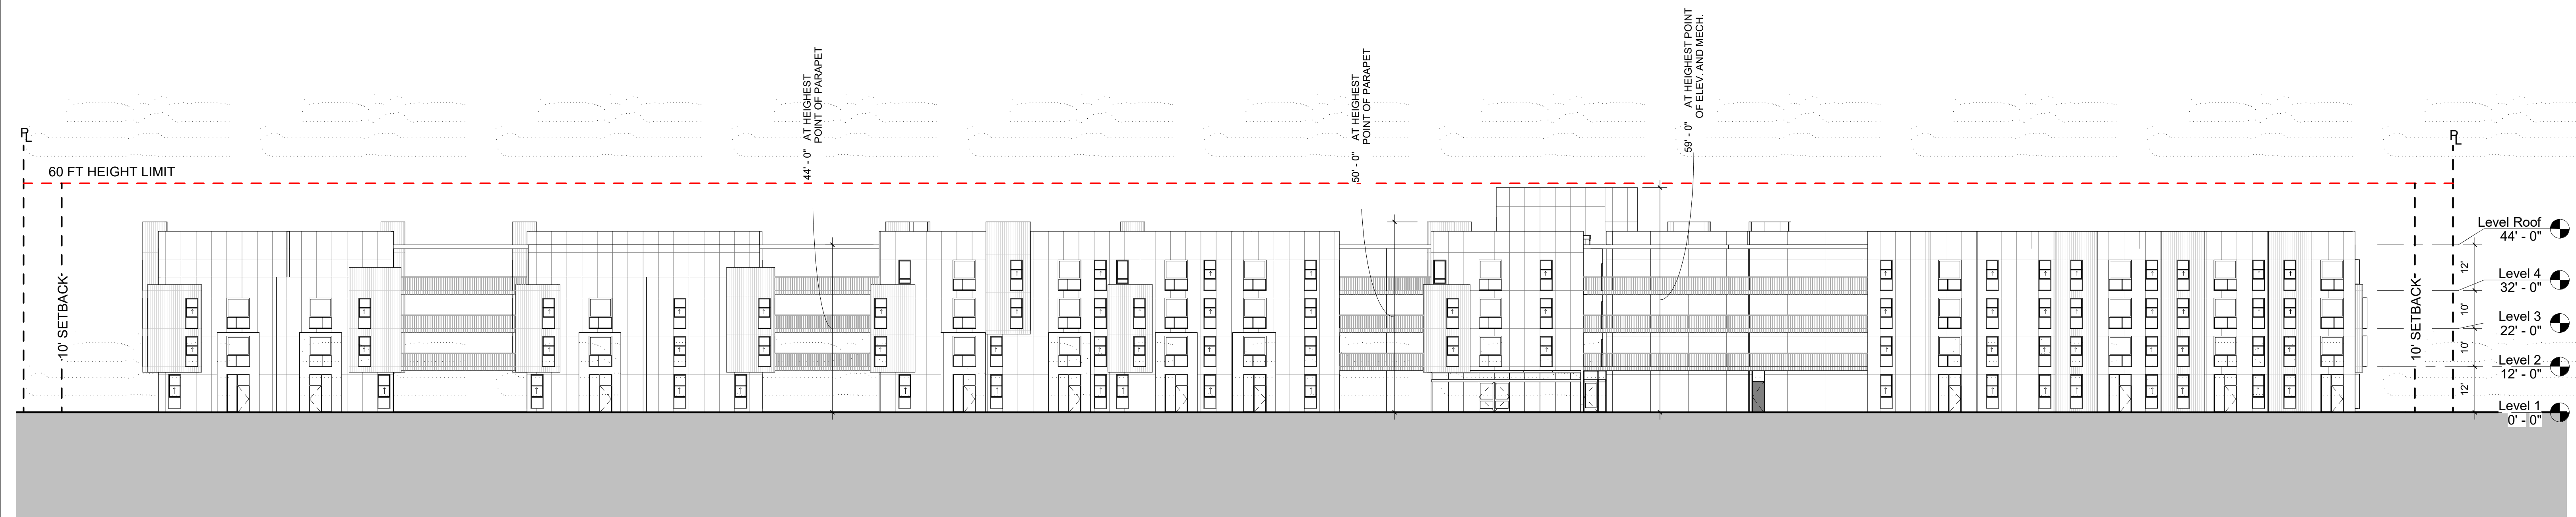 44' - 0" AT HEIGHEST
POINT OF PARAPET
50' - 0" AT HEIGHEST
POINT OF PARAPET
59' - 0" AT HEIGHEST POINT
OF ELEV. AND MECH.
PL
PL
60 FT HEIGHT LIMIT
10' SETBACK
10' SETBACK
Level Roof
44' - 0"
12'
Level 4
32' - 0"
10'
Level 3
22' - 0"
10'
Level 2
12' - 0"
12'
Level 1
0' - 0"